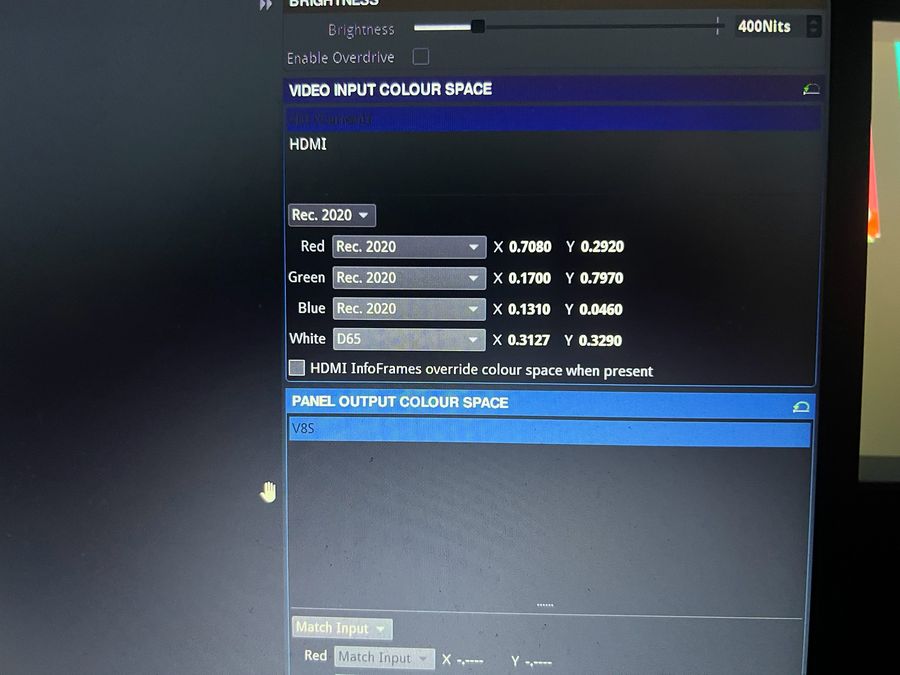 BRIGHTNESS
Brightness 400Nits
Enable Overdrive
VIDEO INPUT COLOUR SPACE
HDMI
Rec. 2020
Red Rec. 2020 X 0.7080 Y 0.2920
Green Rec. 2020 X 0.1700 Y 0.7970
Blue Rec. 2020 X 0.1310 Y 0.0460
White D65 X 0.3127 Y 0.3290
HDMI InfoFrames override colour space when present
PANEL OUTPUT COLOUR SPACE
V8S
Match Input
Red Match Input X -.---- Y -.----